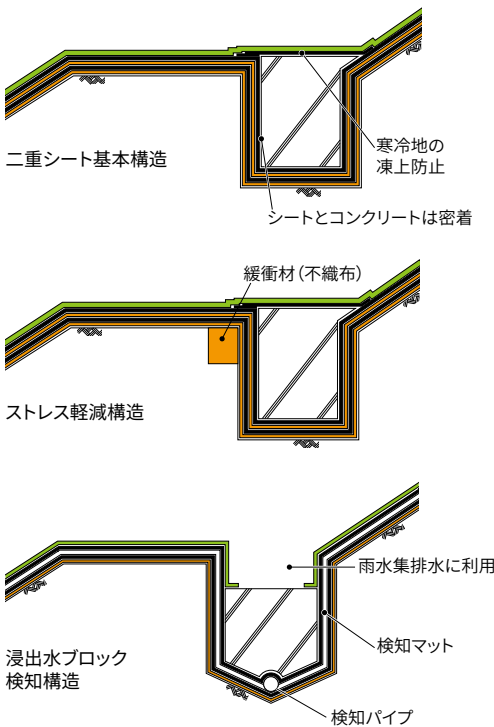 二重シート基本構造
寒冷地の
凍上防止
シートとコンクリートは密着
緩衝材（不織布）
ストレス軽減構造
雨水集排水に利用
検知マット
浸出水ブロック
検知構造
検知パイプ